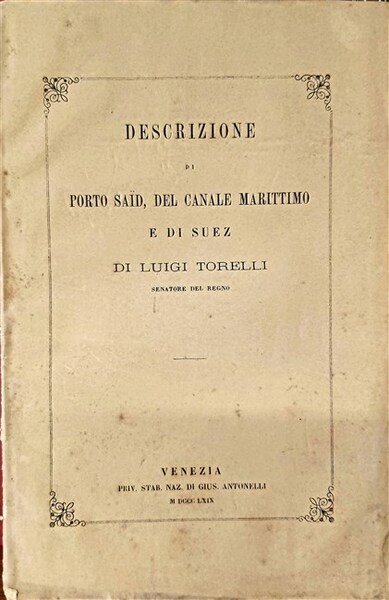 DESCRIZIONE
DI
PORTO SAÏD, DEL CANALE MARITTIMO
E DI SUEZ
DI LUIGI TORELLI
SENATORE DEL REGNO
VENEZIA
PRIV. STAB. NAZ. DI GIUS. ANTONELLI
M DCCC LXIX